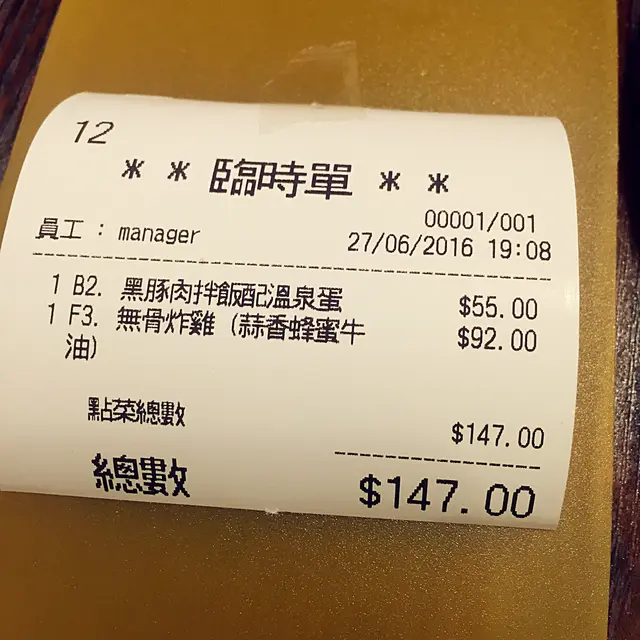 12
** 臨時單 **
00001/001
員工 : manager 27/06/2016 19:08
1 B2. 黑豚肉拌飯配溫泉蛋 $55.00
1 F3. 無骨炸雞 (蒜香蜂蜜牛 $92.00
油)
點菜總數 $147.00
總數 $147.00